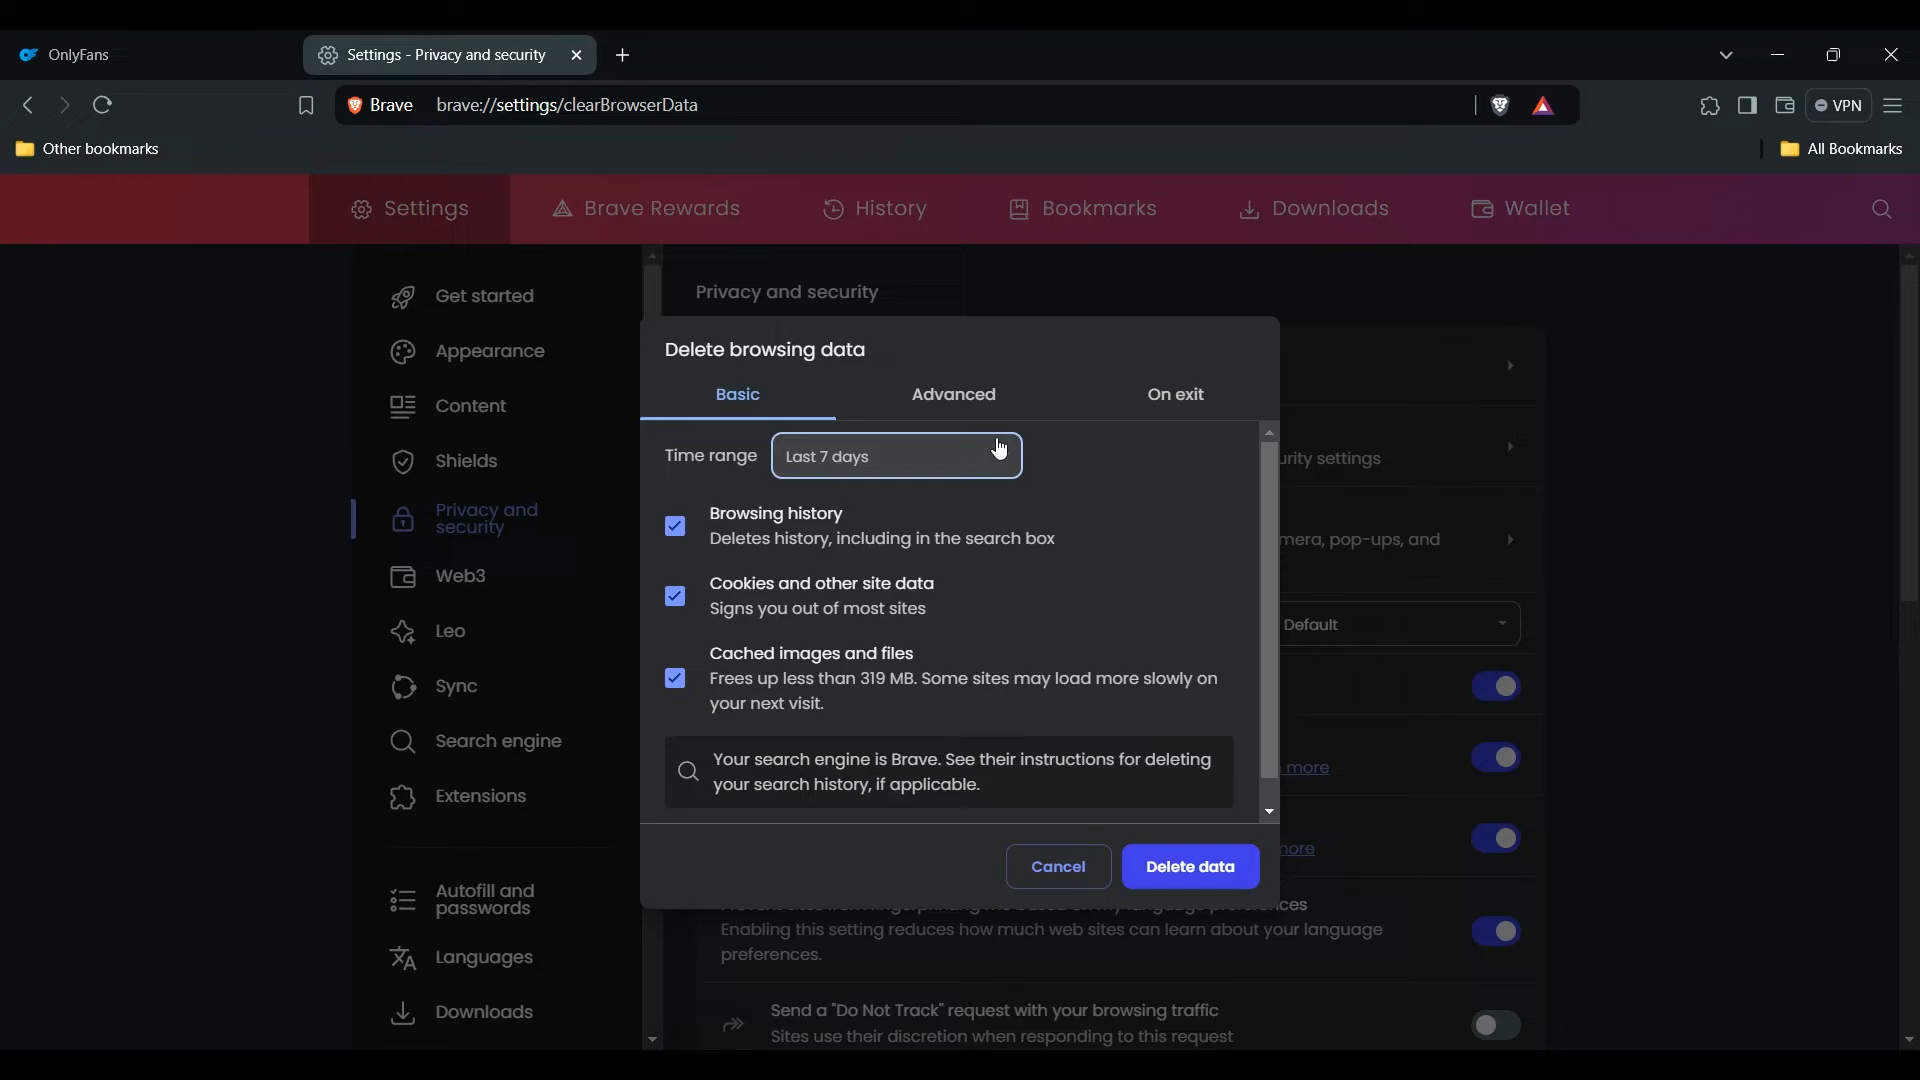 OnlyFans
Settings - Privacy and security
Brave brave://settings/clearBrowserData
VPN
Other bookmarks
All Bookmarks
Settings
Brave Rewards
History
Bookmarks
Downloads
Wallet
Get started
Appearance
Content
Shields
Privacy and
security
Web3
Leo
Sync
Search engine
Extensions
Autofill and
passwords
Languages
Downloads
Privacy and security
Delete browsing data
Basic
Advanced
On exit
Time range
Last 7 days
Browsing history
Deletes history, including in the search box
Cookies and other site data
Signs you out of most sites
Cached images and files
Frees up less than 319 MB. Some sites may load more slowly on
your next visit.
Your search engine is Brave. See their instructions for deleting
your search history, if applicable.
Cancel
Delete data
settings
pop-ups, and
Default
more
more
Enabling this setting reduces how much web sites can learn about your language
preferences.
Send a "Do Not Track" request with your browsing traffic
Sites use their discretion when responding to this request